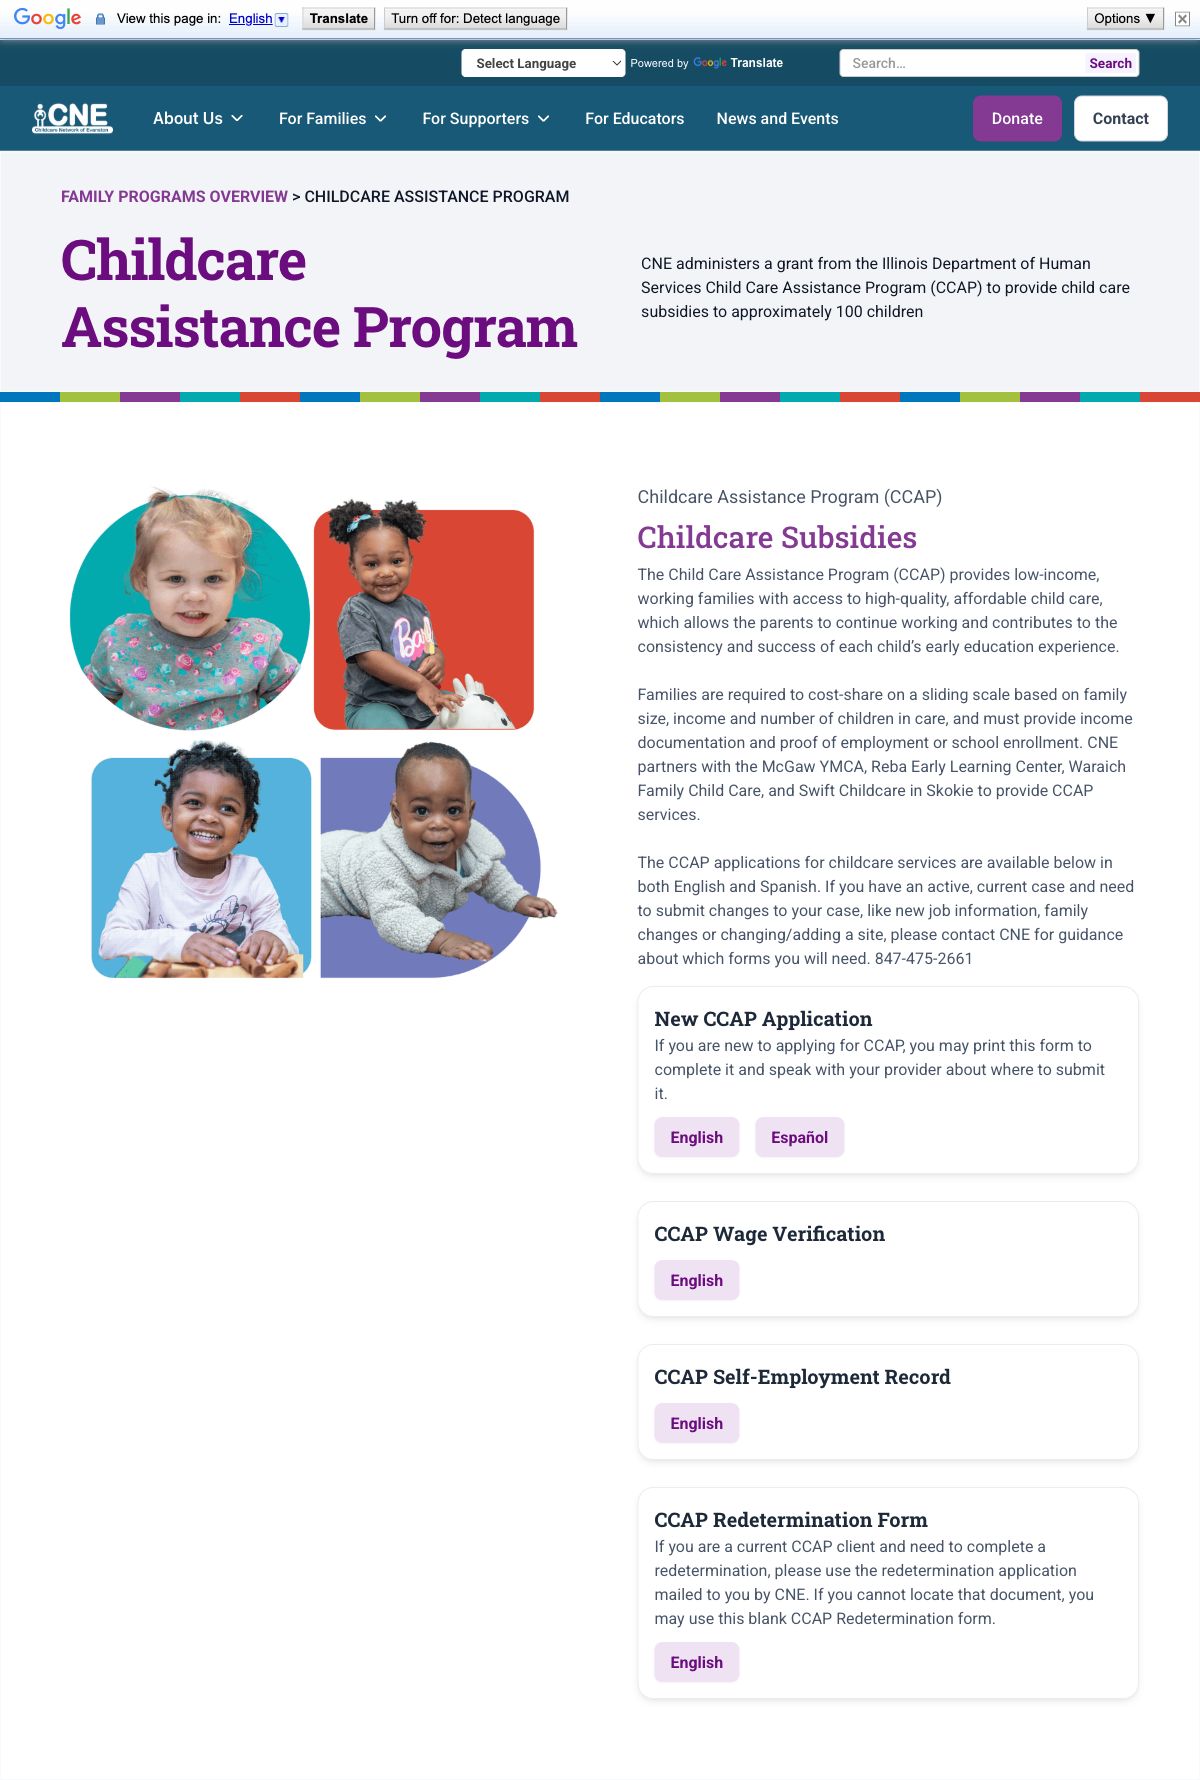 Google View this page in: English ▼ Translate Turn off for: Detect language Options ▼
Select Language Powered by Google Translate Search... Search
CNE
Childcare Network of Evanston
About Us For Families For Supporters For Educators News and Events Donate Contact
FAMILY PROGRAMS OVERVIEW > CHILDCARE ASSISTANCE PROGRAM
Childcare
Assistance Program
CNE administers a grant from the Illinois Department of Human
Services Child Care Assistance Program (CCAP) to provide child care
subsidies to approximately 100 children
Childcare Assistance Program (CCAP)
Childcare Subsidies
The Child Care Assistance Program (CCAP) provides low-income,
working families with access to high-quality, affordable child care,
which allows the parents to continue working and contributes to the
consistency and success of each child’s early education experience.
Families are required to cost-share on a sliding scale based on family
size, income and number of children in care, and must provide income
documentation and proof of employment or school enrollment. CNE
partners with the McGaw YMCA, Reba Early Learning Center, Waraich
Family Child Care, and Swift Childcare in Skokie to provide CCAP
services.
The CCAP applications for childcare services are available below in
both English and Spanish. If you have an active, current case and need
to submit changes to your case, like new job information, family
changes or changing/adding a site, please contact CNE for guidance
about which forms you will need. 847-475-2661
New CCAP Application
If you are new to applying for CCAP, you may print this form to
complete it and speak with your provider about where to submit
it.
English Español
CCAP Wage Verification
English
CCAP Self-Employment Record
English
CCAP Redetermination Form
If you are a current CCAP client and need to complete a
redetermination, please use the redetermination application
mailed to you by CNE. If you cannot locate that document, you
may use this blank CCAP Redetermination form.
English